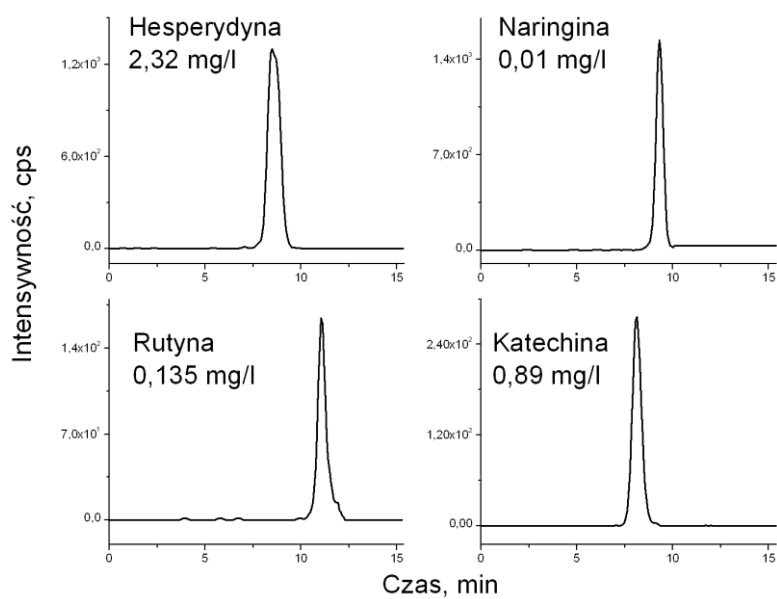 Hesperydyna
2,32 mg/l
1,2x10³
6,0x10²
0,0
0 5 10 15
Naringina
0,01 mg/l
1,4x10³
7,0x10²
0,0
0 5 10 15
Intensywność, cps
Rutyna
0,135 mg/l
1,4x10²
7,0x10¹
0,0
0 5 10 15
Katechina
0,89 mg/l
2,40x10²
1,20x10²
0,00
0 5 10 15
Czas, min